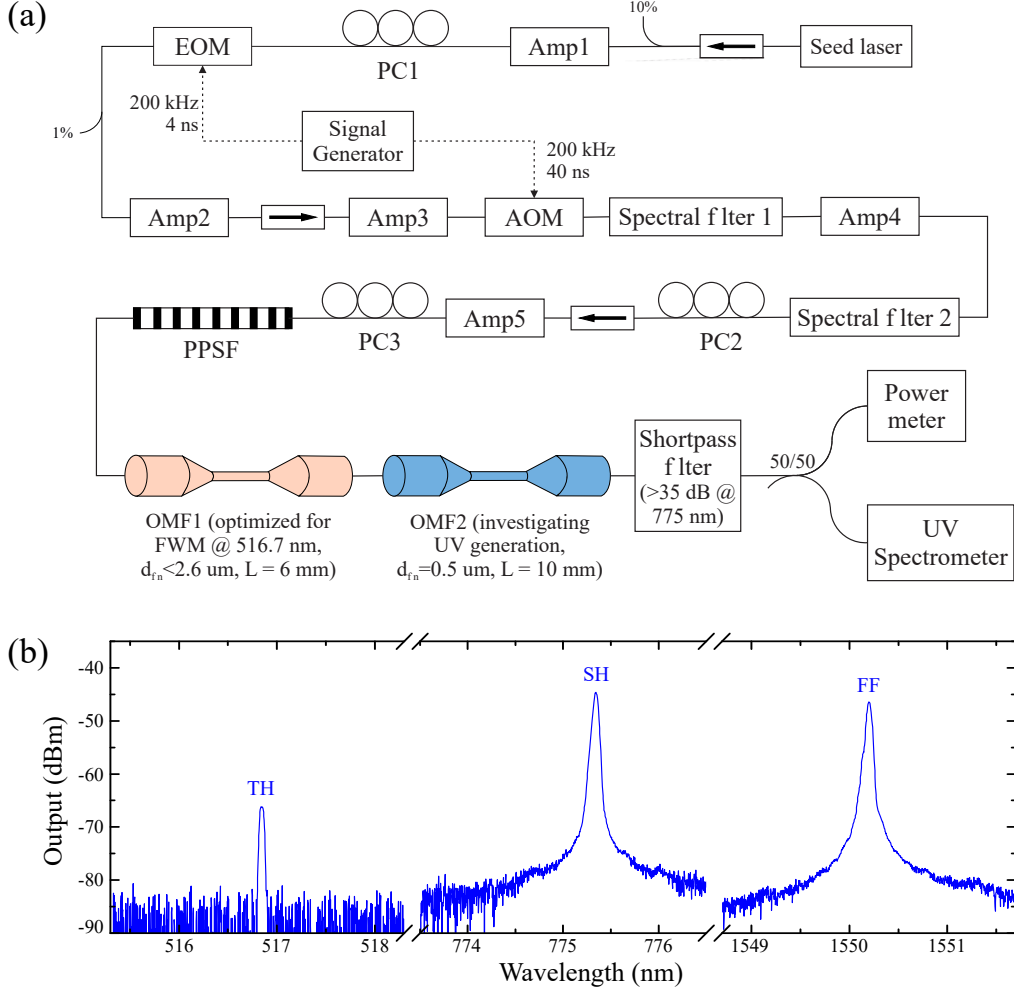 (a)
10%
EOM
PC1
Amp1
Seed laser
200 kHz
4 ns
1%
Signal
Generator
200 kHz
40 ns
Amp2
Amp3
AOM
Spectral f lter 1
Amp4
PPSF
PC3
Amp5
PC2
Spectral f lter 2
Power
meter
Shortpass
f lter
(>35 dB @
775 nm)
50/50
UV
Spectrometer
OMF1 (optimized for
FWM @ 516.7 nm,
d_fn<2.6 um, L = 6 mm)
OMF2 (investigating
UV generation,
d_fn=0.5 um, L = 10 mm)
(b)
Output (dBm)
-40
-50
-60
-70
-80
-90
TH
SH
FF
516
517
518
774
775
776
1549
1550
1551
Wavelength (nm)